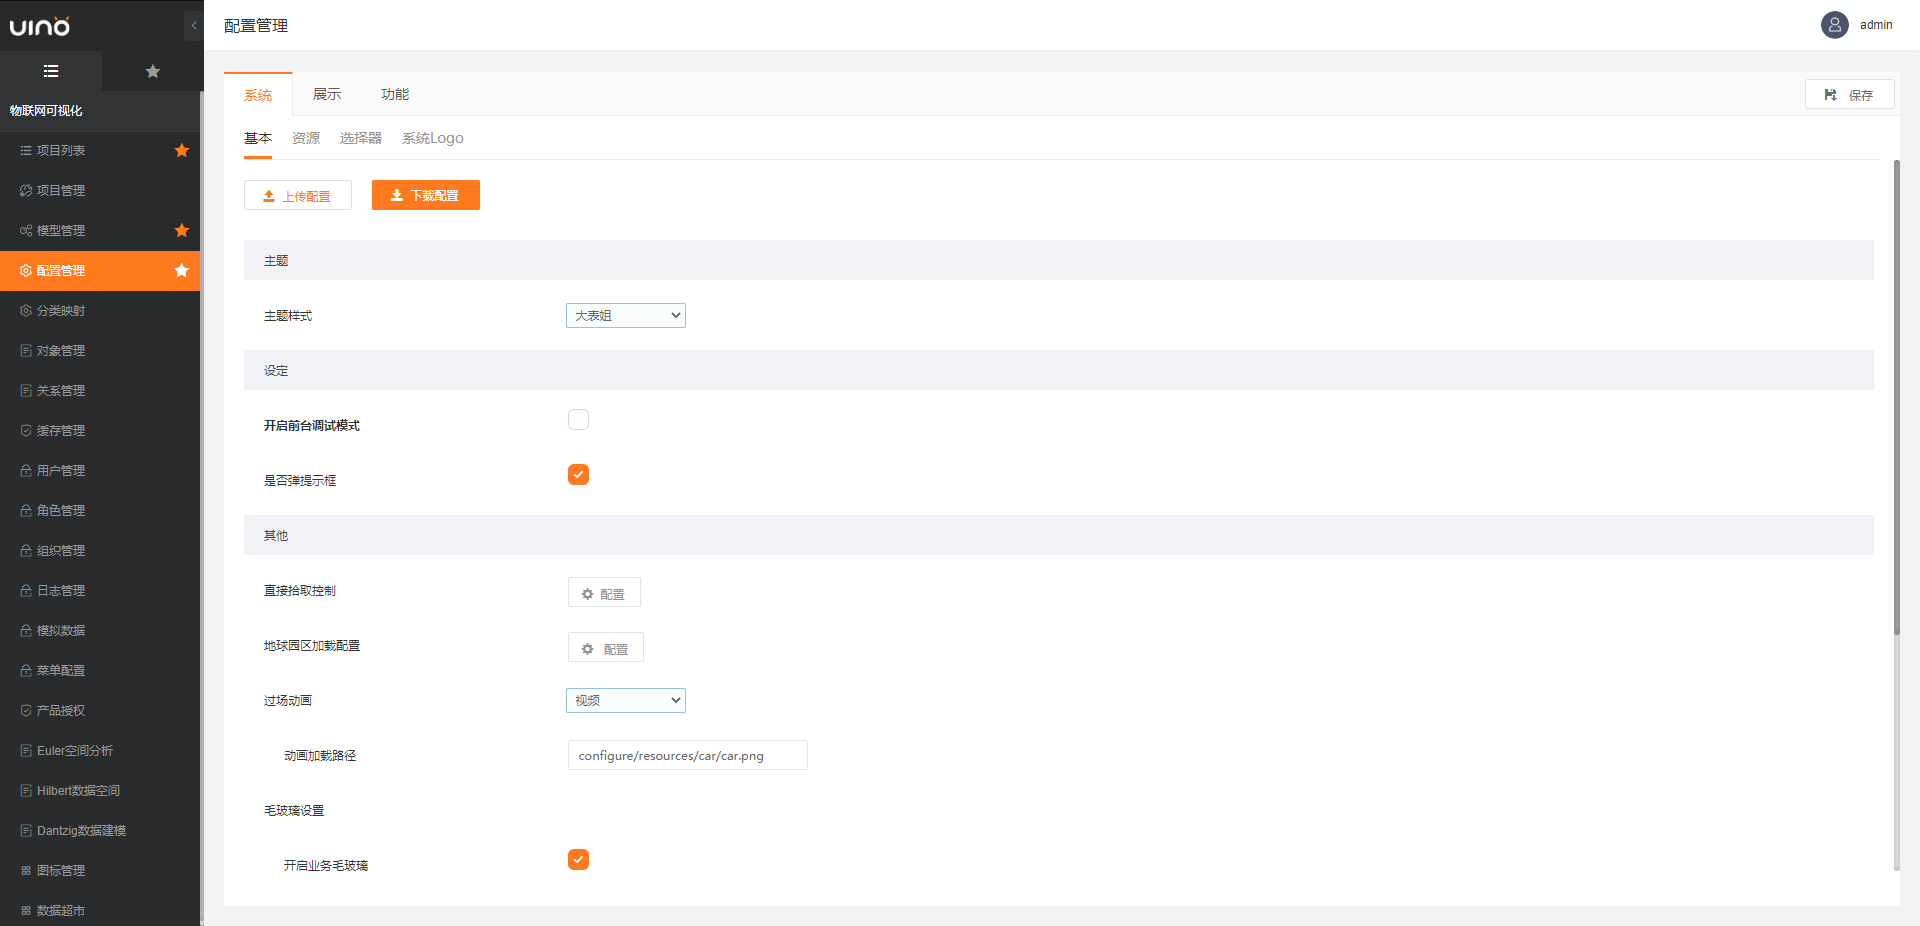 uino
配置管理
admin
物联网可视化
项目列表
项目管理
模型管理
配置管理
分类映射
对象管理
关系管理
缓存管理
用户管理
角色管理
组织管理
日志管理
模拟数据
菜单配置
产品授权
Euler空间分析
Hilbert数据空间
Dantzig数据建模
图标管理
数据超市
系统 展示 功能
保存
基本 资源 选择器 系统Logo
上传配置 下载配置
主题
主题样式 大表姐
设定
开启前台调试模式
是否弹提示框
其他
直接拾取控制 配置
地球园区加载配置 配置
过场动画 视频
动画加载路径 configure/resources/car/car.png
毛玻璃设置
开启业务毛玻璃